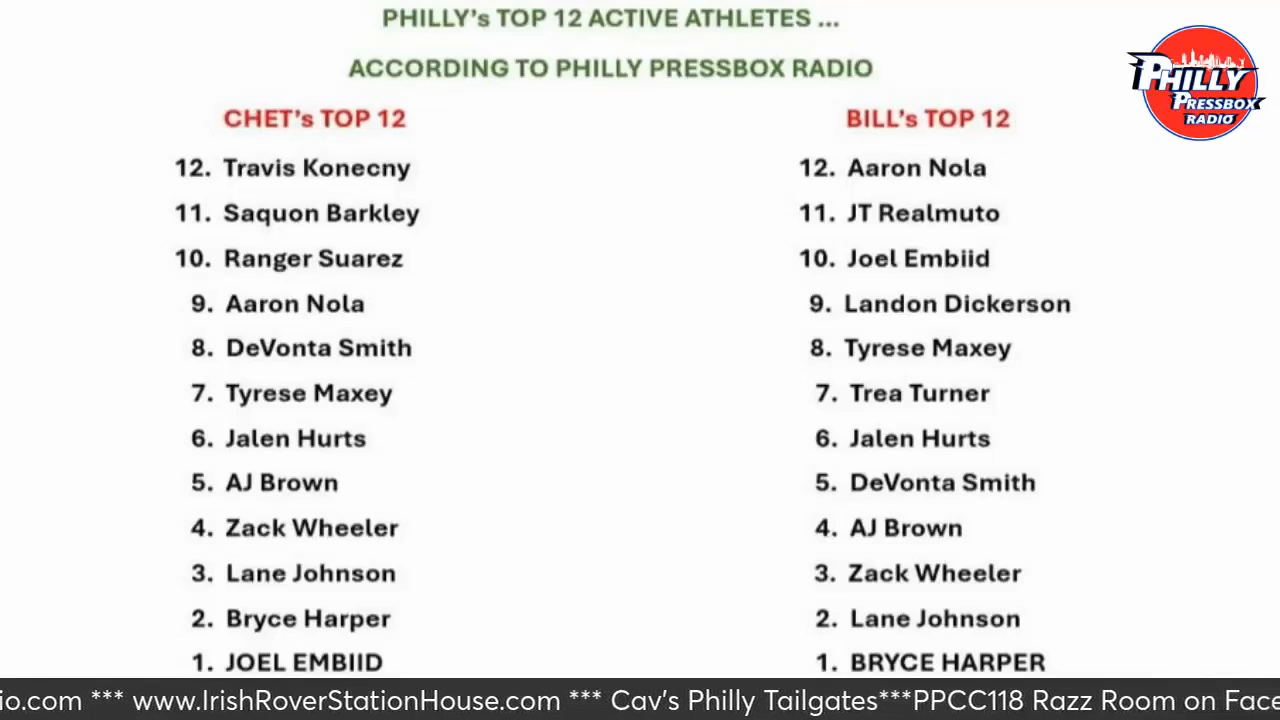 PHILLY's TOP 12 ACTIVE ATHLETES ...
ACCORDING TO PHILLY PRESSBOX RADIO
PHILLY
PRESSBOX
RADIO
CHET's TOP 12
12. Travis Konecny
11. Saquon Barkley
10. Ranger Suarez
9. Aaron Nola
8. DeVonta Smith
7. Tyrese Maxey
6. Jalen Hurts
5. AJ Brown
4. Zack Wheeler
3. Lane Johnson
2. Bryce Harper
1. JOEL EMBIID
BILL's TOP 12
12. Aaron Nola
11. JT Realmuto
10. Joel Embiid
9. Landon Dickerson
8. Tyrese Maxey
7. Trea Turner
6. Jalen Hurts
5. DeVonta Smith
4. AJ Brown
3. Zack Wheeler
2. Lane Johnson
1. BRYCE HARPER
io.com *** www.IrishRoverStationHouse.com *** Cav's Philly Tailgates***PPCC118 Razz Room on Face